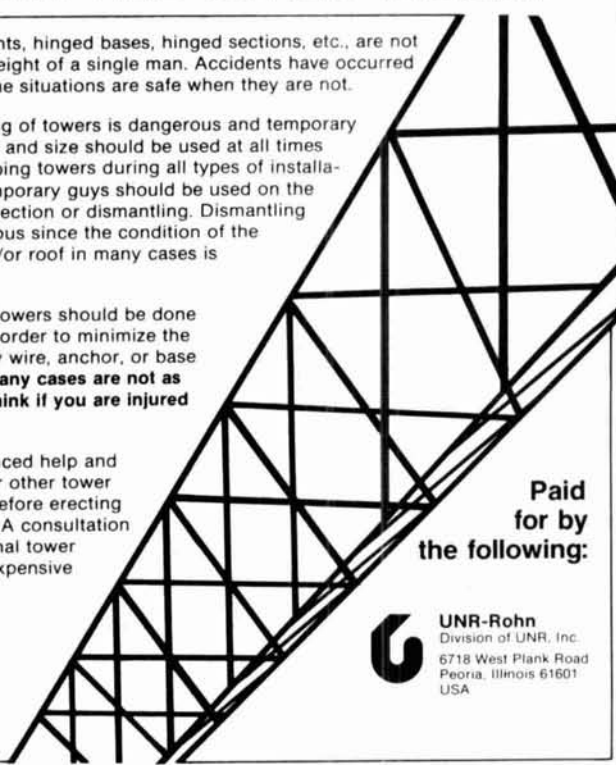 nts, hinged bases, hinged sections, etc., are not
eight of a single man. Accidents have occurred
ne situations are safe when they are not.
g of towers is dangerous and temporary
and size should be used at all times
bing towers during all types of installa-
nporary guys should be used on the
ection or dismantling. Dismantling
ous since the condition of the
/or roof in many cases is
owers should be done
order to minimize the
y wire, anchor, or base
any cases are not as
hink if you are injured
ced help and
r other tower
efore erecting
A consultation
nal tower
xpensive
Paid
for by
the following:
UNR-Rohn
Division of UNR, Inc.
6718 West Plank Road
Peoria, Illinois 61601
USA